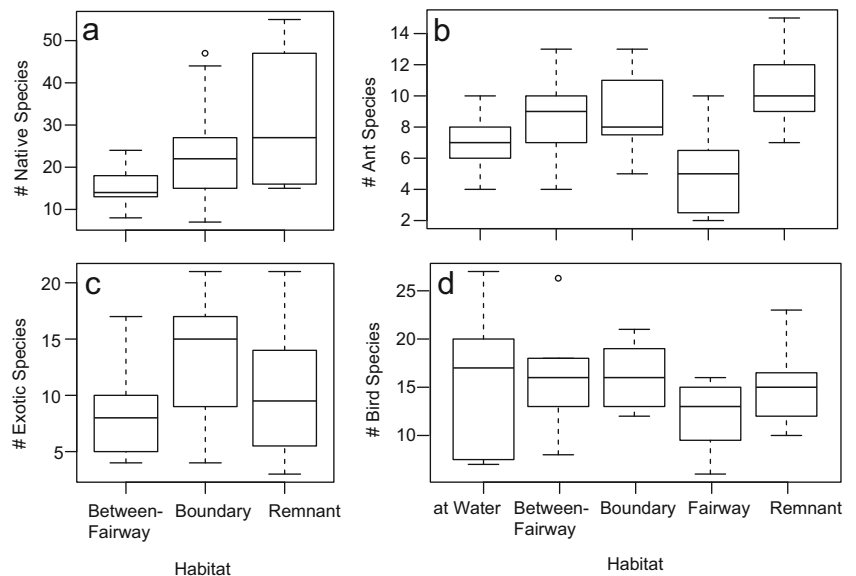 a
# Native Species
50
40
30
20
10
b
# Ant Species
14
12
10
8
6
4
2
c
# Exotic Species
20
15
10
5
Between-
Fairway
Boundary
Remnant
Habitat
d
# Bird Species
25
20
15
10
at Water
Between-
Fairway
Boundary
Fairway
Remnant
Habitat